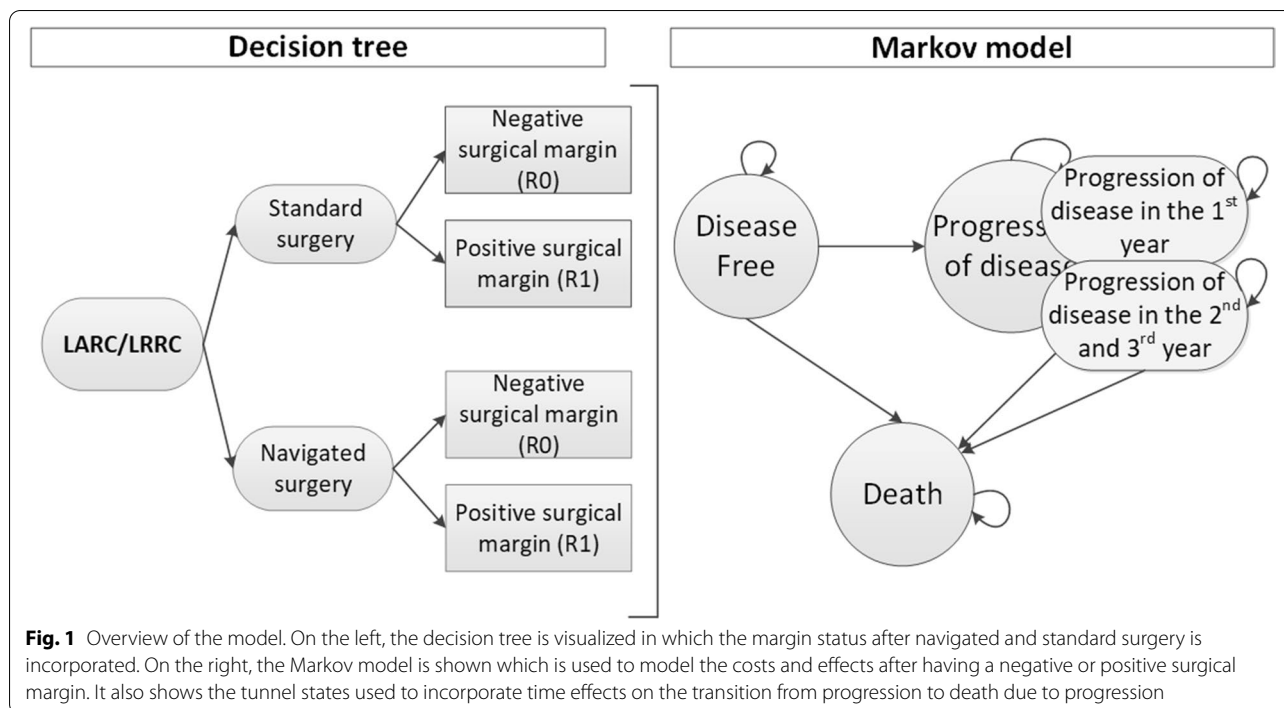 Decision tree
Markov model
Negative
surgical margin
(R0)
Standard
surgery
Positive surgical
margin (R1)
LARC/LRRC
Negative
surgical margin
(R0)
Navigated
surgery
Positive surgical
margin (R1)
Disease
Free
Progress
of disease
Progression of
disease in the 1st
year
Progression of
disease in the 2nd
and 3rd year
Death
Fig. 1 Overview of the model. On the left, the decision tree is visualized in which the margin status after navigated and standard surgery is
incorporated. On the right, the Markov model is shown which is used to model the costs and effects after having a negative or positive surgical
margin. It also shows the tunnel states used to incorporate time effects on the transition from progression to death due to progression